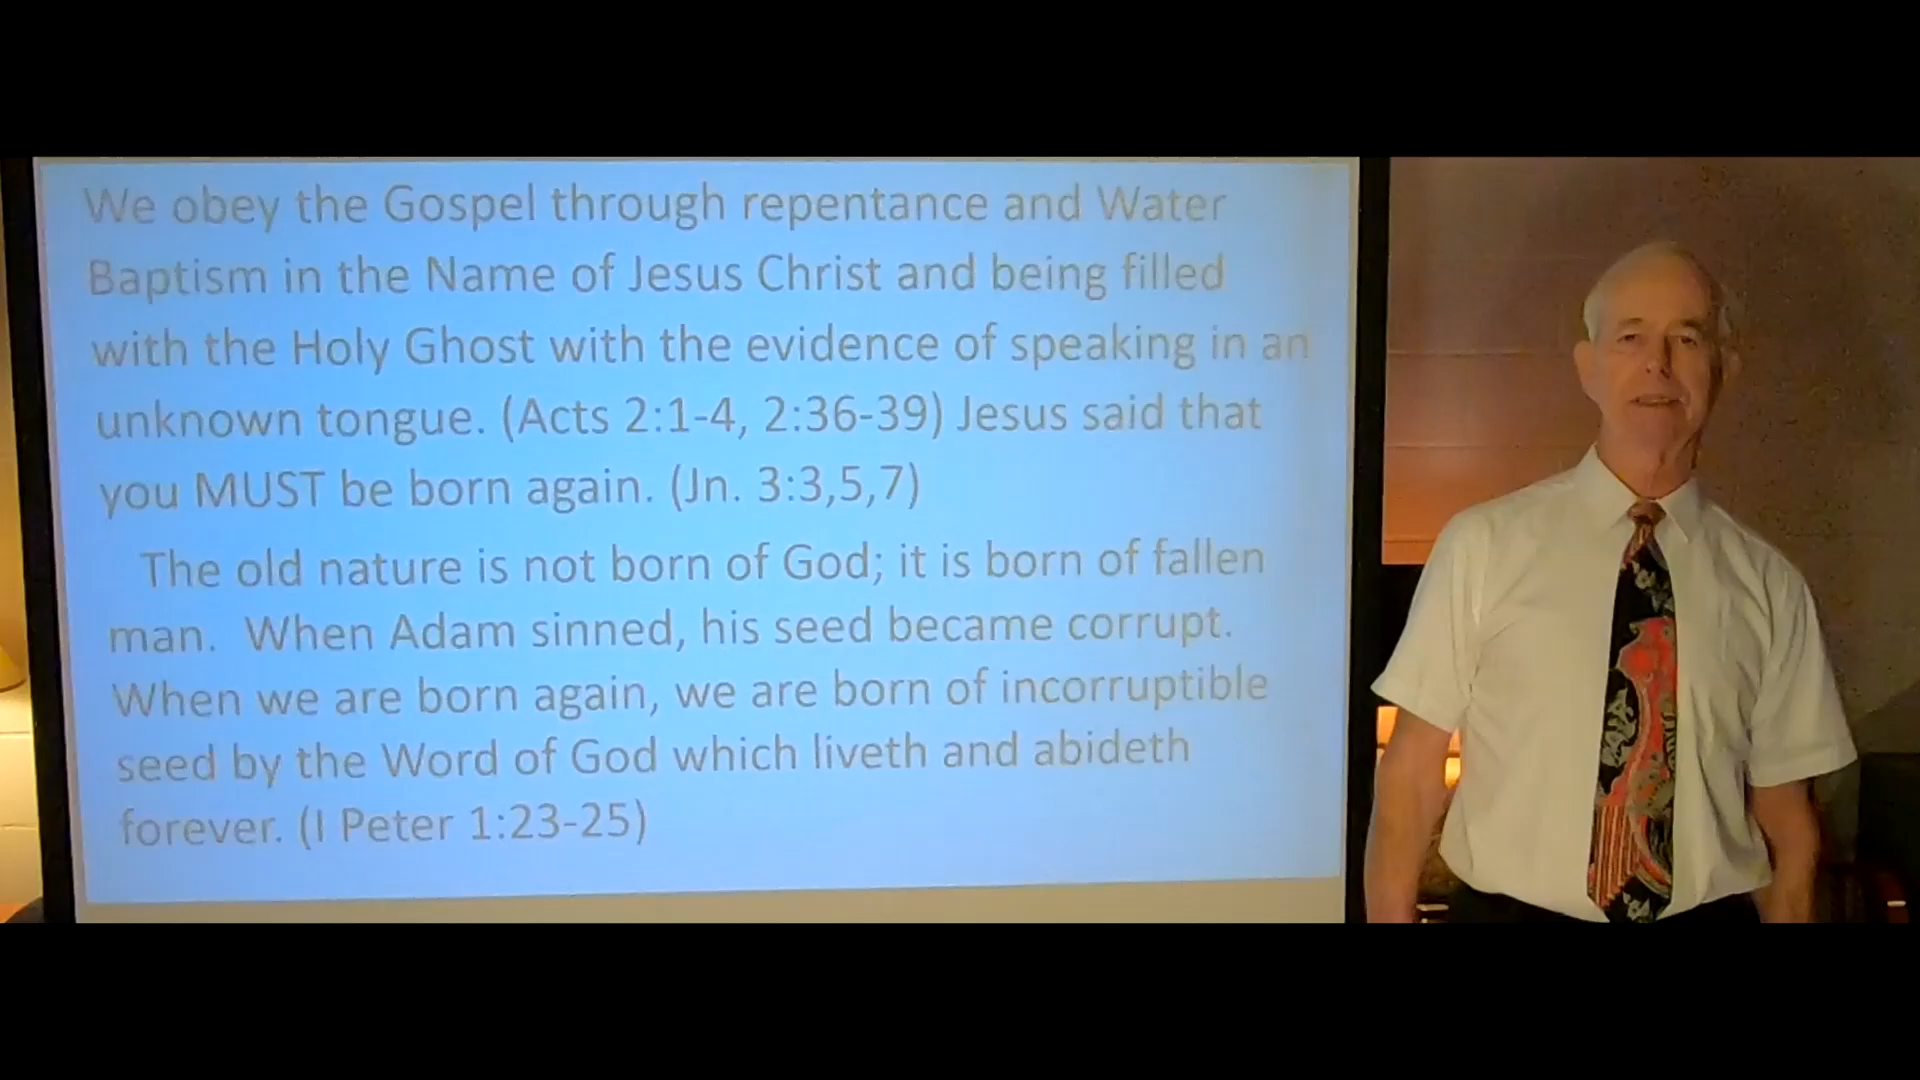 We obey the Gospel through repentance and Water
Baptism in the Name of Jesus Christ and being filled
with the Holy Ghost with the evidence of speaking in an
unknown tongue. (Acts 2:1-4, 2:36-39) Jesus said that
you MUST be born again. (Jn. 3:3,5,7)
The old nature is not born of God; it is born of fallen
man. When Adam sinned, his seed became corrupt.
When we are born again, we are born of incorruptible
seed by the Word of God which liveth and abideth
forever. (I Peter 1:23-25)